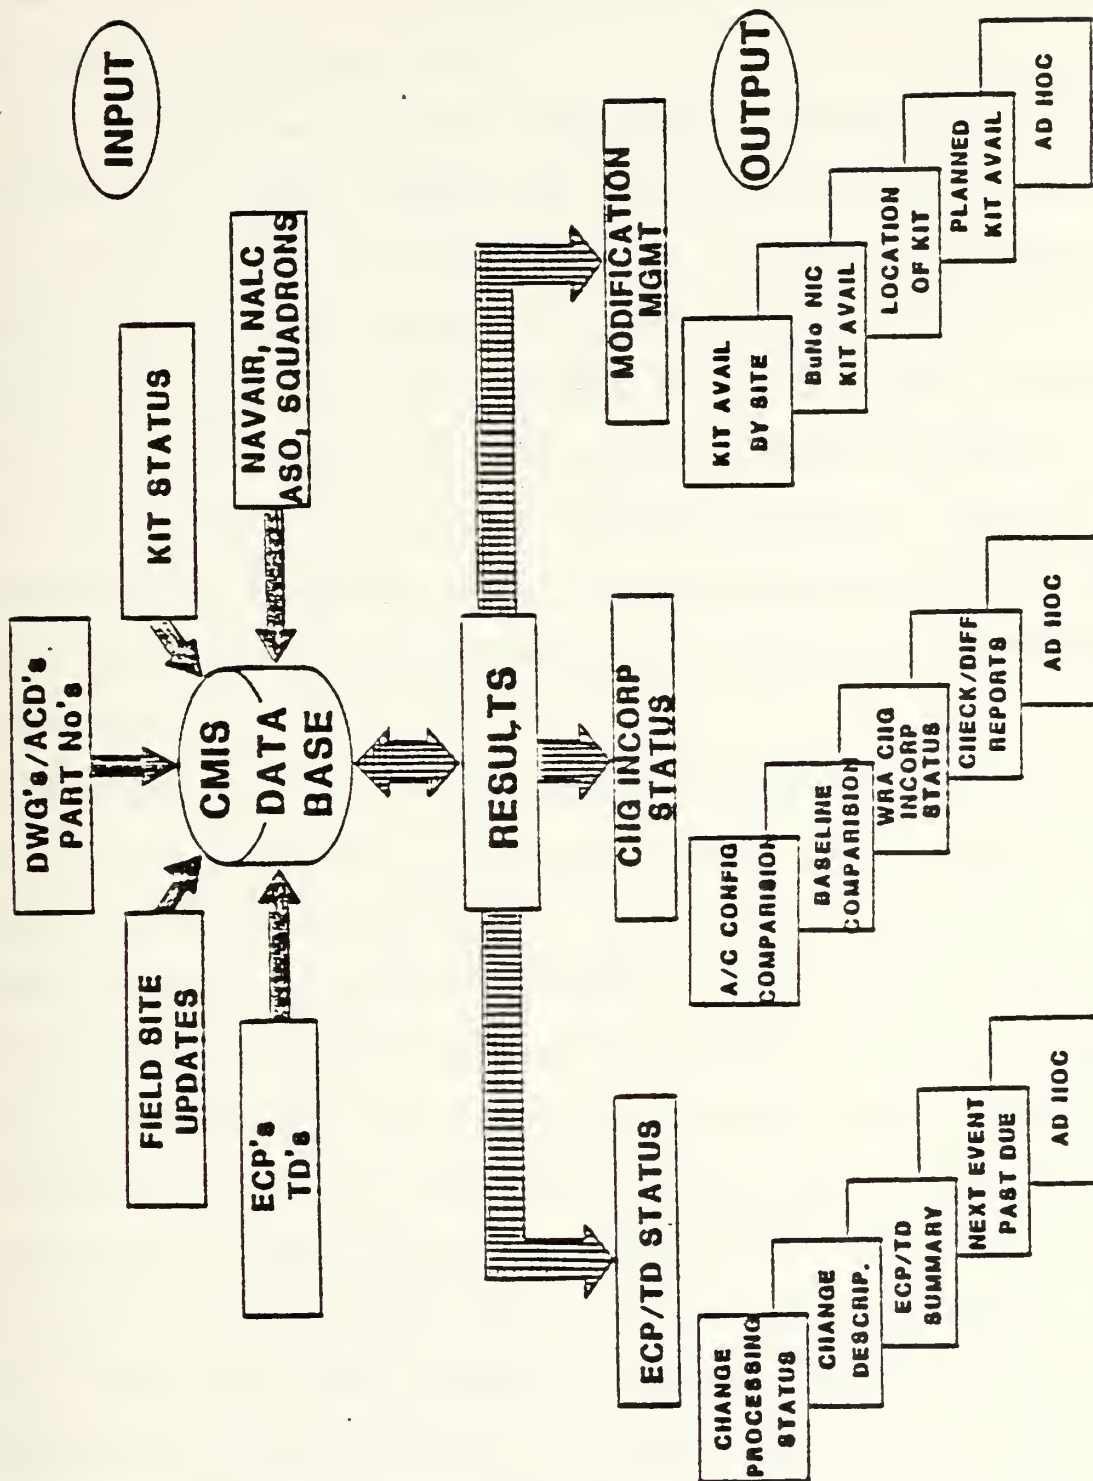 INPUT
DWG's/ACD's
PART No's
FIELD SITE
UPDATES
KIT STATUS
ECP's
TD's
CMIS
DATA
BASE
NAVAIR, NALC
ASO, SQUADRONS
RESULTS
ECP/TD STATUS
CHG INCORP
STATUS
MODIFICATION
MGMT
OUTPUT
CHANGE
PROCESSING
STATUS
CHANGE
DESCRIP.
ECP/TD
SUMMARY
NEXT EVENT
PAST DUE
AD HOC
A/C CONFIG
COMPARISION
BASELINE
COMPARISION
WRA CHG
INCORP
STATUS
CHECK/DIFF
REPORTS
AD HOC
KIT AVAIL
BY SITE
BuNo NIC
KIT AVAIL
LOCATION
OF KIT
PLANNED
KIT AVAIL
AD HOC